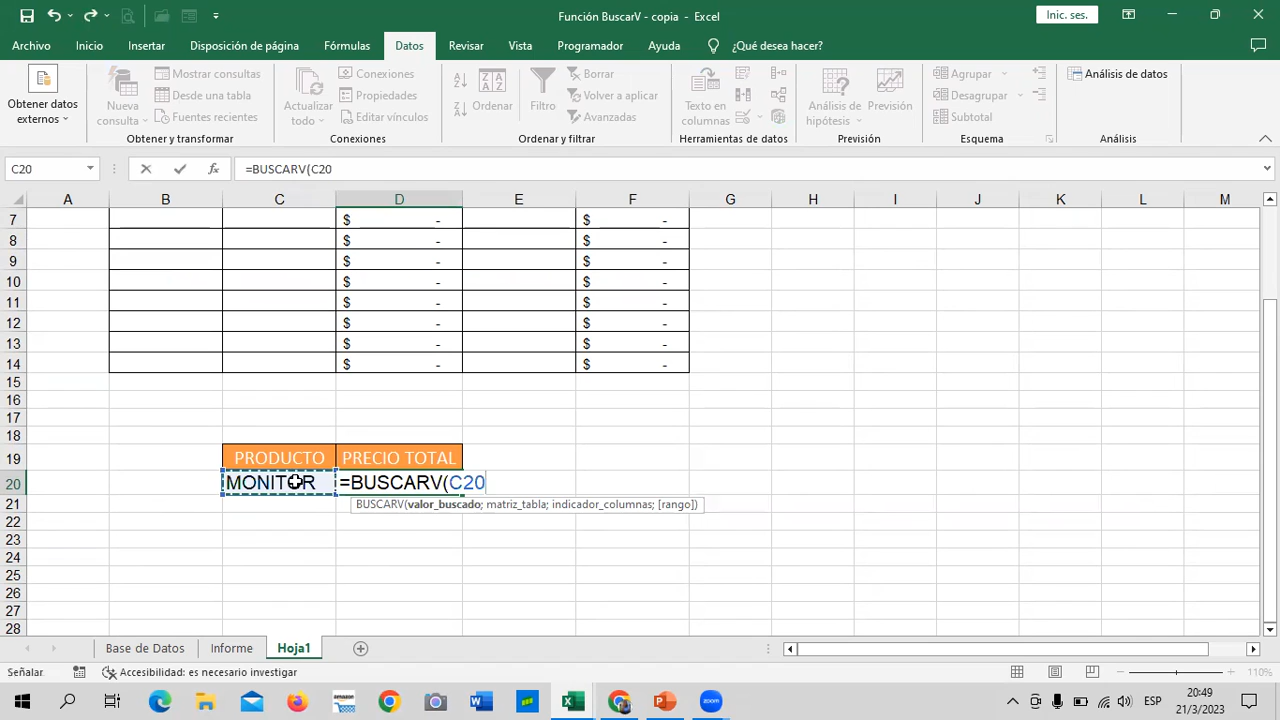 Función BuscarV - copia - Excel
Inic. ses.
Archivo Inicio Insertar Disposición de página Fórmulas Datos Revisar Vista Programador Ayuda ¿Qué desea hacer?
Obtener datos externos
Nueva consulta
Mostrar consultas
Desde una tabla
Fuentes recientes
Obtener y transformar
Actualizar todo
Conexiones
Propiedades
Editar vínculos
Conexiones
Ordenar
Filtro
Borrar
Volver a aplicar
Avanzadas
Ordenar y filtrar
Texto en columnas
Herramientas de datos
Análisis de hipótesis
Previsión
Previsión
Agrupar
Desagrupar
Subtotal
Esquema
Análisis de datos
Análisis
C20 fx =BUSCARV(C20
A B C D E F G H I J K L M
7 $ - $ -
8 $ - $ -
9 $ - $ -
10 $ - $ -
11 $ - $ -
12 $ - $ -
13 $ - $ -
14 $ - $ -
15
16
17
18
19 PRODUCTO PRECIO TOTAL
20 MONITOR =BUSCARV(C20
BUSCARV(valor_buscado; matriz_tabla; indicador_columnas; [rango])
21
22
23
24
25
26
27
28
Base de Datos Informe Hoja1
Señalar Accesibilidad: es necesario investigar 110%
ESP 20:49
21/3/2023